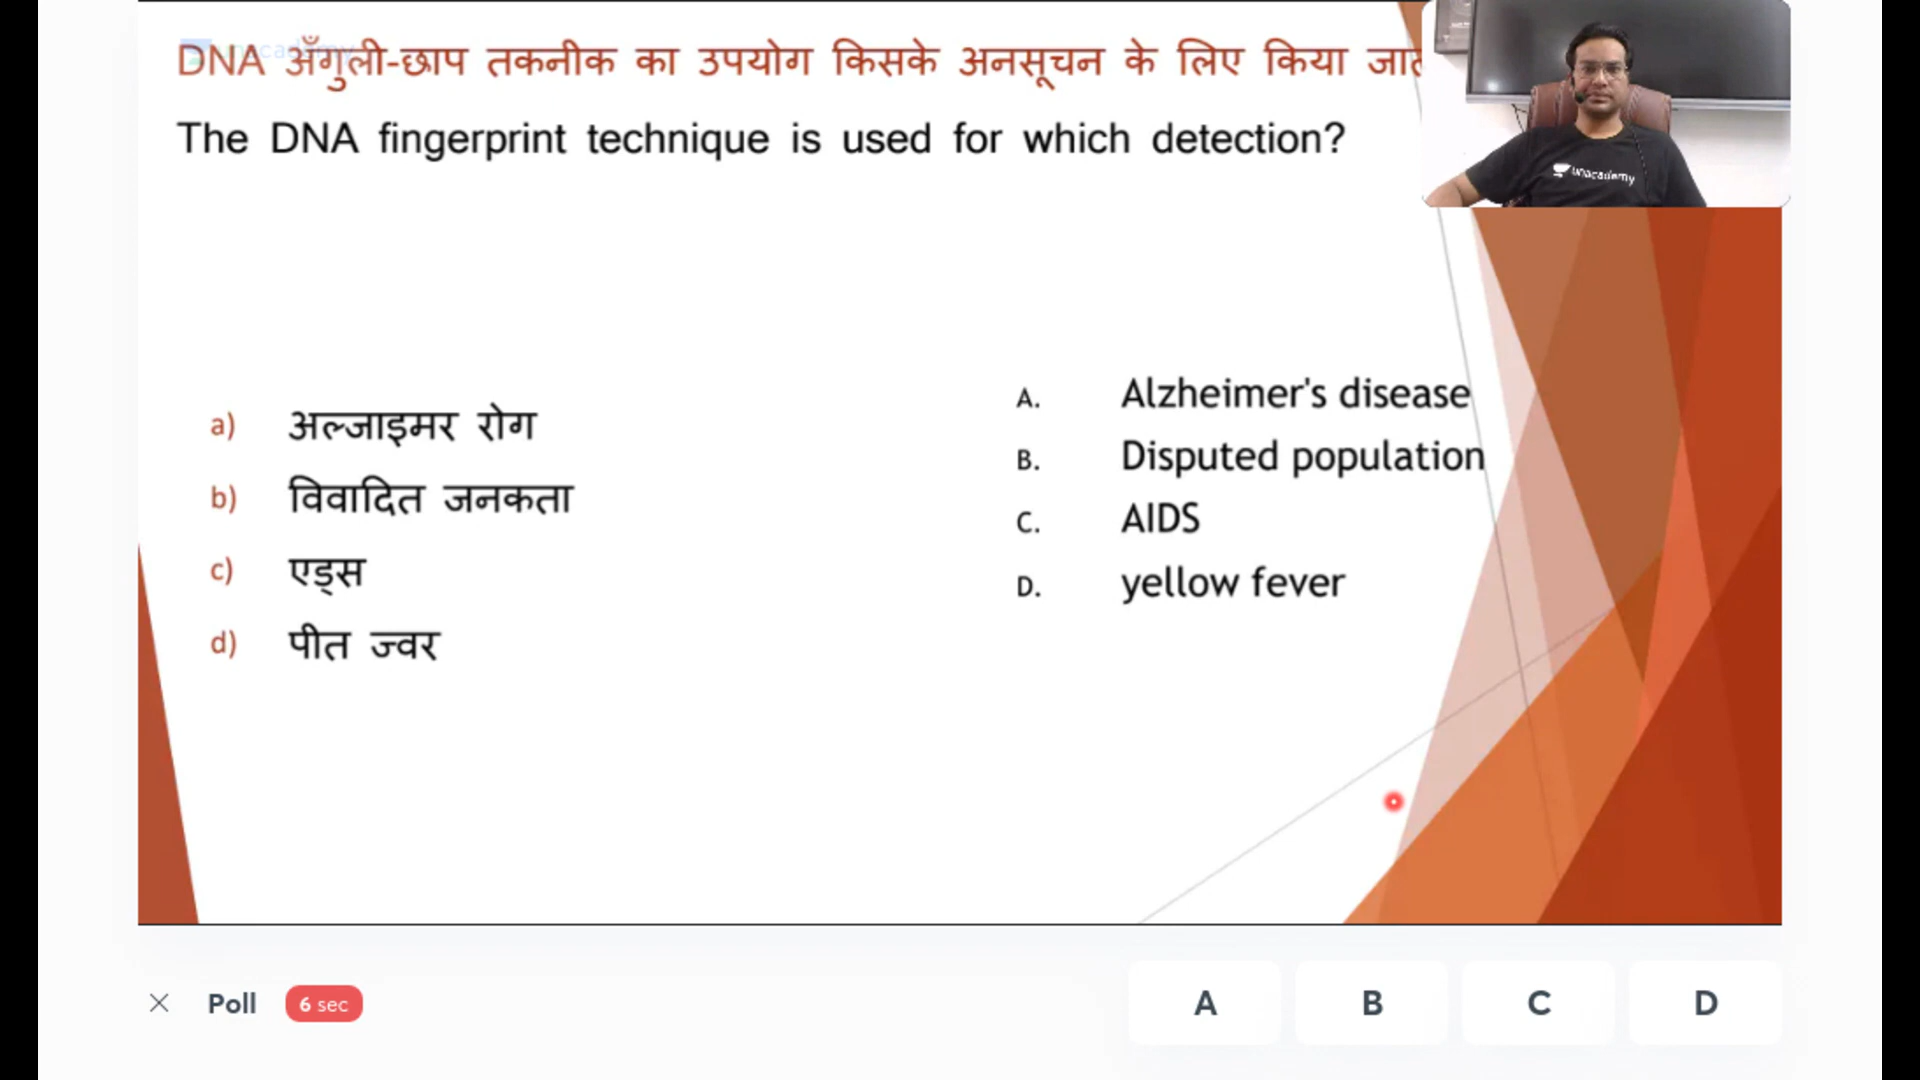 DNA अँगुली-छाप तकनीक का उपयोग किसके अनसूचन के लिए किया
The DNA fingerprint technique is used for which detection?
unacademy
a) अल्जाइमर रोग
b) विवादित जनकता
c) एड्स
d) पीत ज्वर
A. Alzheimer's disease
B. Disputed population
C. AIDS
D. yellow fever
Poll 6 sec
A B C D